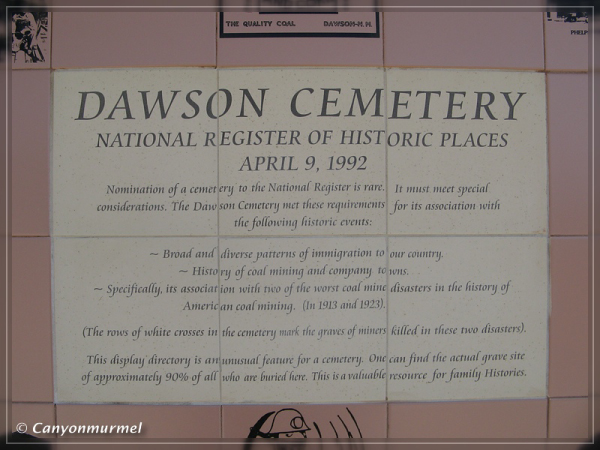 THE QUALITY COAL DAWSON-N.M.
PHELP
DAWSON CEMETERY
NATIONAL REGISTER OF HISTORIC PLACES
APRIL 9, 1992
Nomination of a cemetery to the National Register is rare. It must meet special
considerations. The Dawson Cemetery met these requirements for its association with
the following historic events:
~ Broad and diverse patterns of immigration to our country.
~ History of coal mining and company towns. . .
~ Specifically, its association with two of the worst coal mine disasters in the history of
American coal mining. (In 1913 and 1923).
(The rows of white crosses in the cemetery mark the graves of miners killed in these two disasters).
This display directory is an unusual feature for a cemetery. One can find the actual grave site
of approximately 90% of all who are buried here. This is a valuable resource for family Histories.
© Canyonmurmel